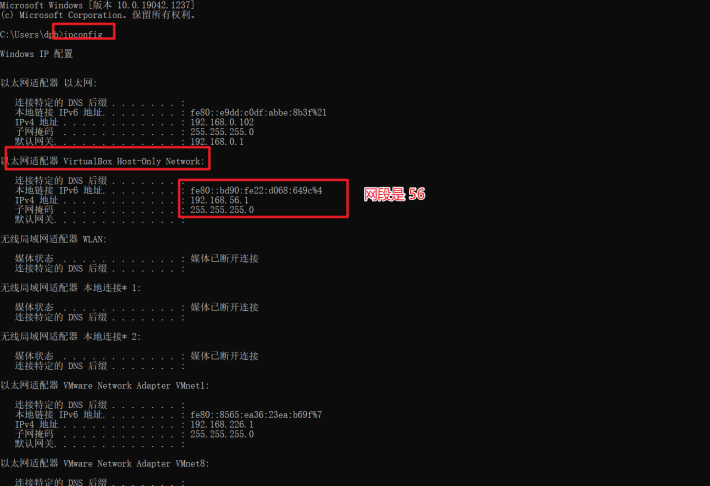 Microsoft Windows [版本 10.0.19042.1237]
(c) Microsoft Corporation。保留所有权利。
C:\Users\dpb>ipconfig
Windows IP 配置
以太网适配器 以太网:
连接特定的 DNS 后缀 . . . . . . . :
本地链接 IPv6 地址. . . . . . . . : fe80::e9dd:c0df:abbe:8b3f%21
IPv4 地址 . . . . . . . . . . . . : 192.168.0.102
子网掩码 . . . . . . . . . . . . : 255.255.255.0
默认网关. . . . . . . . . . . . . : 192.168.0.1
以太网适配器 VirtualBox Host-Only Network:
连接特定的 DNS 后缀 . . . . . . . :
本地链接 IPv6 地址. . . . . . . . : fe80::bd90:fe22:d068:649c%4
IPv4 地址 . . . . . . . . . . . . : 192.168.56.1
子网掩码 . . . . . . . . . . . . : 255.255.255.0
默认网关. . . . . . . . . . . . . :
网段是 56
无线局域网适配器 WLAN:
媒体状态 . . . . . . . . . . . . : 媒体已断开连接
连接特定的 DNS 后缀 . . . . . . . :
无线局域网适配器 本地连接* 1:
媒体状态 . . . . . . . . . . . . : 媒体已断开连接
连接特定的 DNS 后缀 . . . . . . . :
无线局域网适配器 本地连接* 2:
媒体状态 . . . . . . . . . . . . : 媒体已断开连接
连接特定的 DNS 后缀 . . . . . . . :
以太网适配器 VMware Network Adapter VMnet1:
连接特定的 DNS 后缀 . . . . . . . :
本地链接 IPv6 地址. . . . . . . . : fe80::8565:ea36:23ea:b69f%7
IPv4 地址 . . . . . . . . . . . . : 192.168.226.1
子网掩码 . . . . . . . . . . . . : 255.255.255.0
默认网关. . . . . . . . . . . . . :
以太网适配器 VMware Network Adapter VMnet8:
连接特定的 DNS 后缀 . . . . . . . :